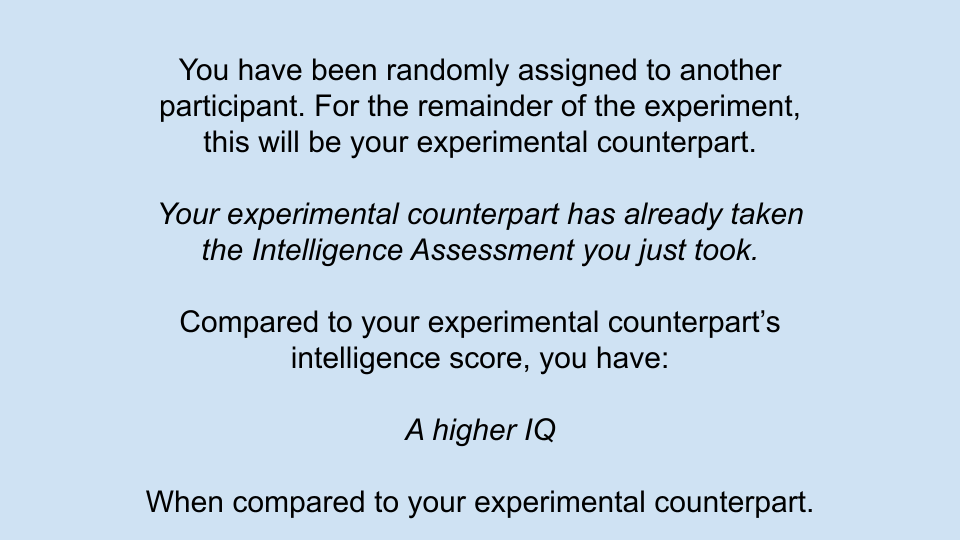 You have been randomly assigned to another
participant. For the remainder of the experiment,
this will be your experimental counterpart.
Your experimental counterpart has already taken
the Intelligence Assessment you just took.
Compared to your experimental counterpart’s
intelligence score, you have:
A higher IQ
When compared to your experimental counterpart.